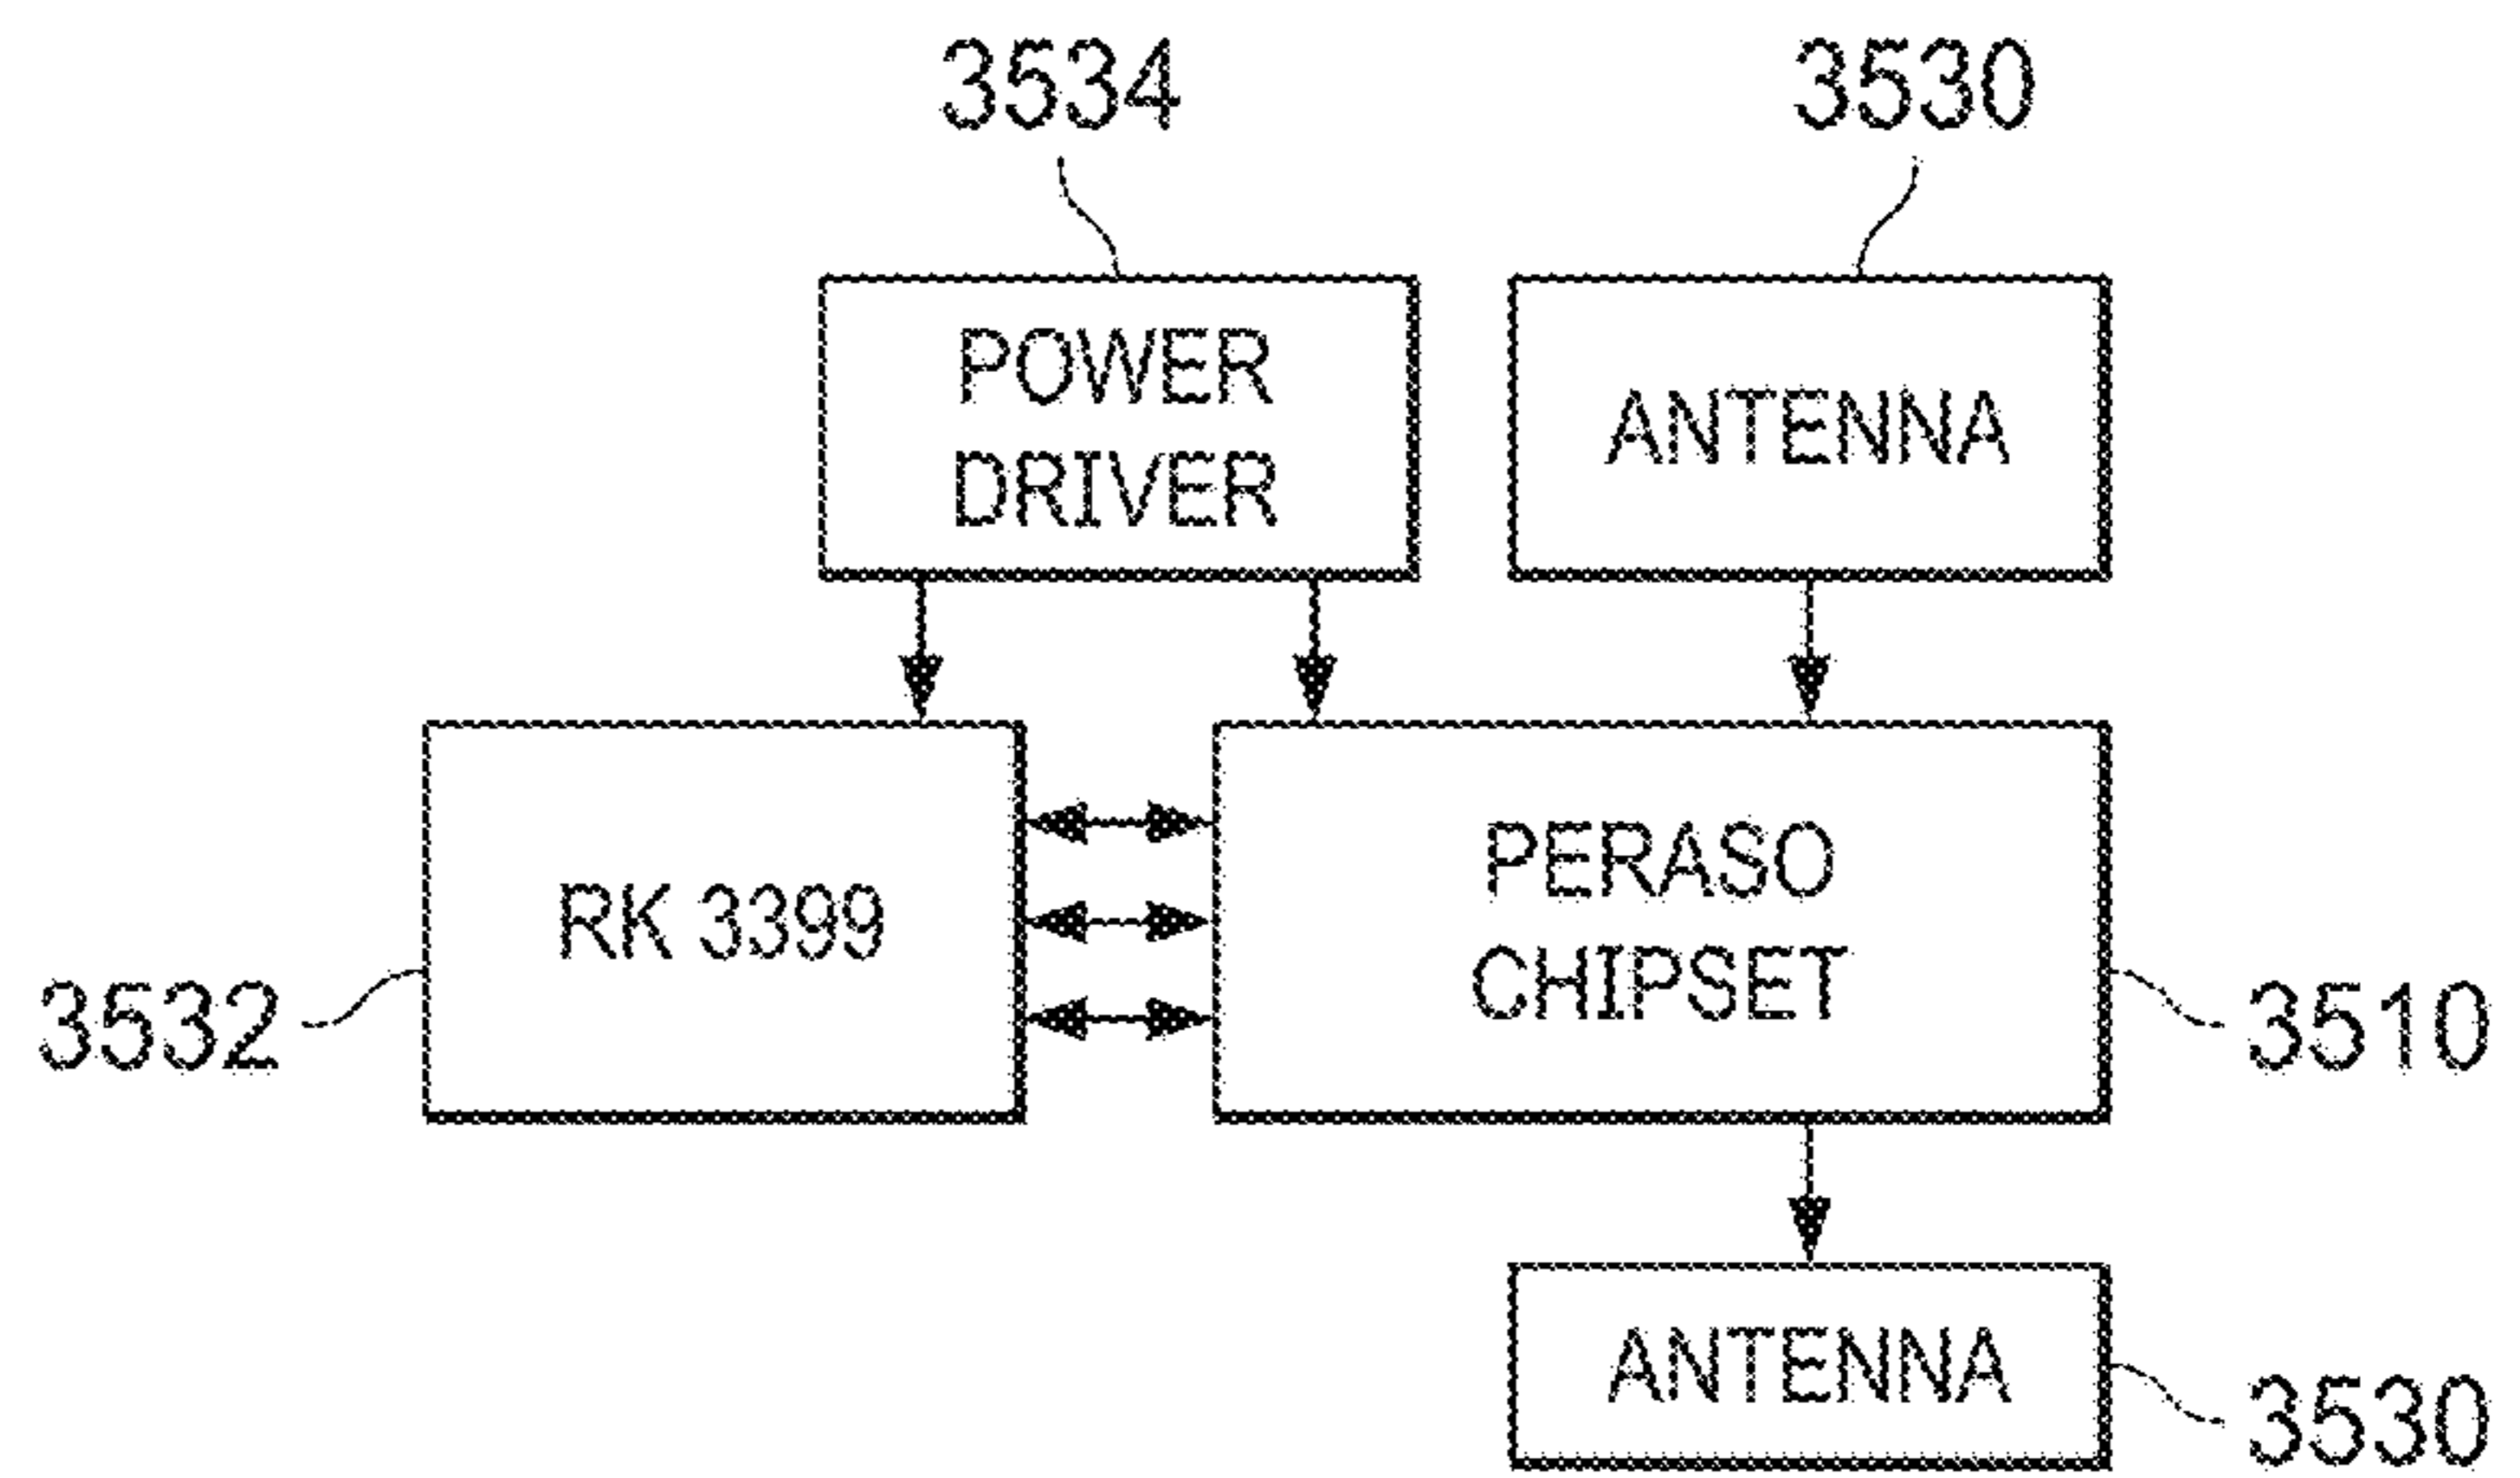 3534
3530
POWER
DRIVER
ANTENNA
RK 3399
PERASO
CHIPSET
3532
3510
ANTENNA
3530